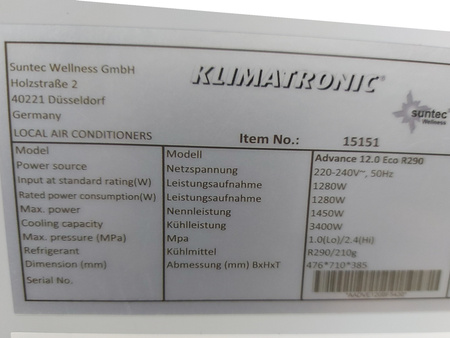 Suntec Wellness GmbH
Holzstraße 2
40221 Düsseldorf
Germany
LOCAL AIR CONDITIONERS
KLIMATRONIC®
suntec
Wellness
Item No.: 15151
Model Modell Advance 12.0 Eco R290
Power source Netzspannung 220-240V~, 50Hz
Input at standard rating(W) Leistungsaufnahme 1280W
Rated power consumption(W) Leistungsaufnahme 1280W
Max. power Nennleistung 1450W
Cooling capacity Kühlleistung 3400W
Max. pressure (MPa) Mpa 1.0(Lo)/2.4(Hi)
Refrigerant Kühlmittel R290/210g
Dimension (mm) Abmessung (mm) BxHxT 476*710*385
Serial No.